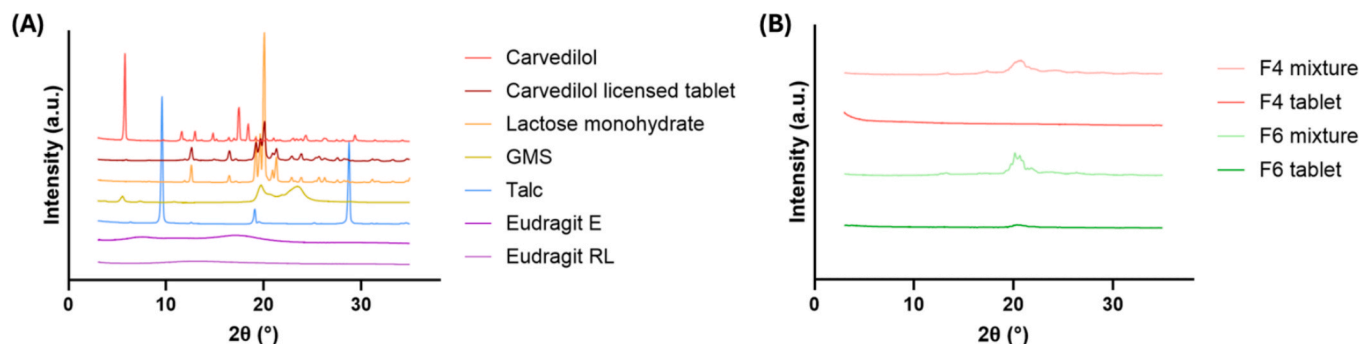 (A)
Intensity (a.u.)
0 10 20 30
2θ (°)
Carvedilol
Carvedilol licensed tablet
Lactose monohydrate
GMS
Talc
Eudragit E
Eudragit RL
(B)
Intensity (a.u.)
0 10 20 30
2θ (°)
F4 mixture
F4 tablet
F6 mixture
F6 tablet